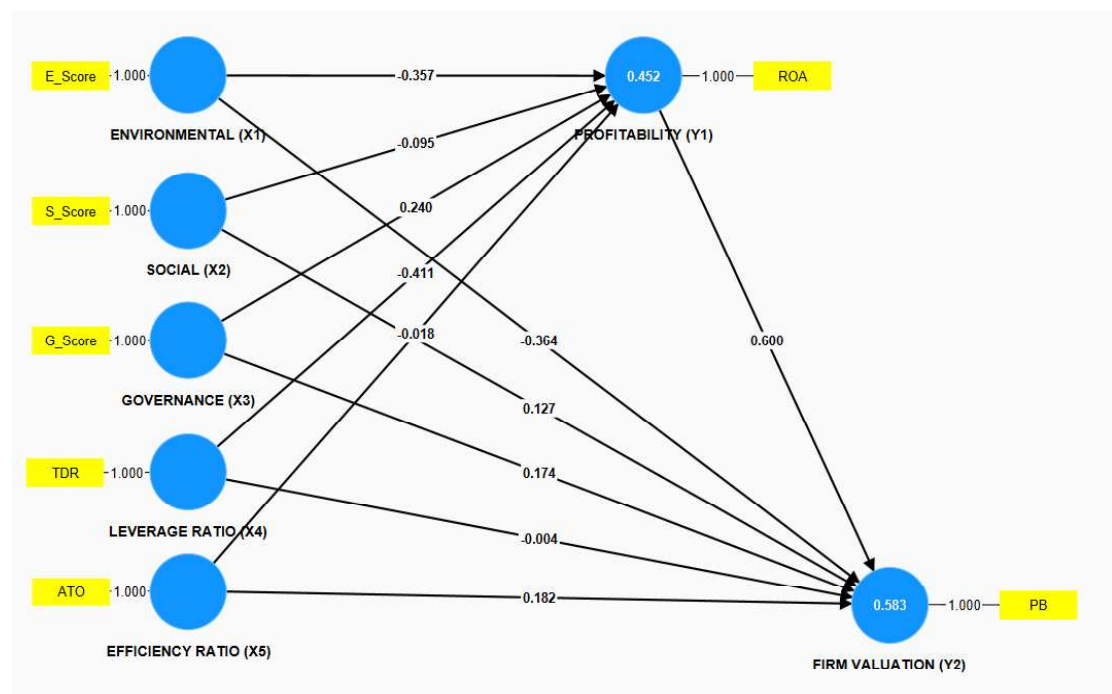 E_Score
1.000
-0.357
0.452
1.000
ROA
ENVIRONMENTAL (X1)
PROFITABILITY (Y1)
-0.095
S_Score
1.000
0.240
SOCIAL (X2)
-0.411
G_Score
1.000
-0.018
-0.364
0.600
GOVERNANCE (X3)
0.127
TDR
1.000
0.174
LEVERAGE RATIO (X4)
-0.004
ATO
1.000
0.182
0.583
1.000
PB
EFFICIENCY RATIO (X5)
FIRM VALUATION (Y2)